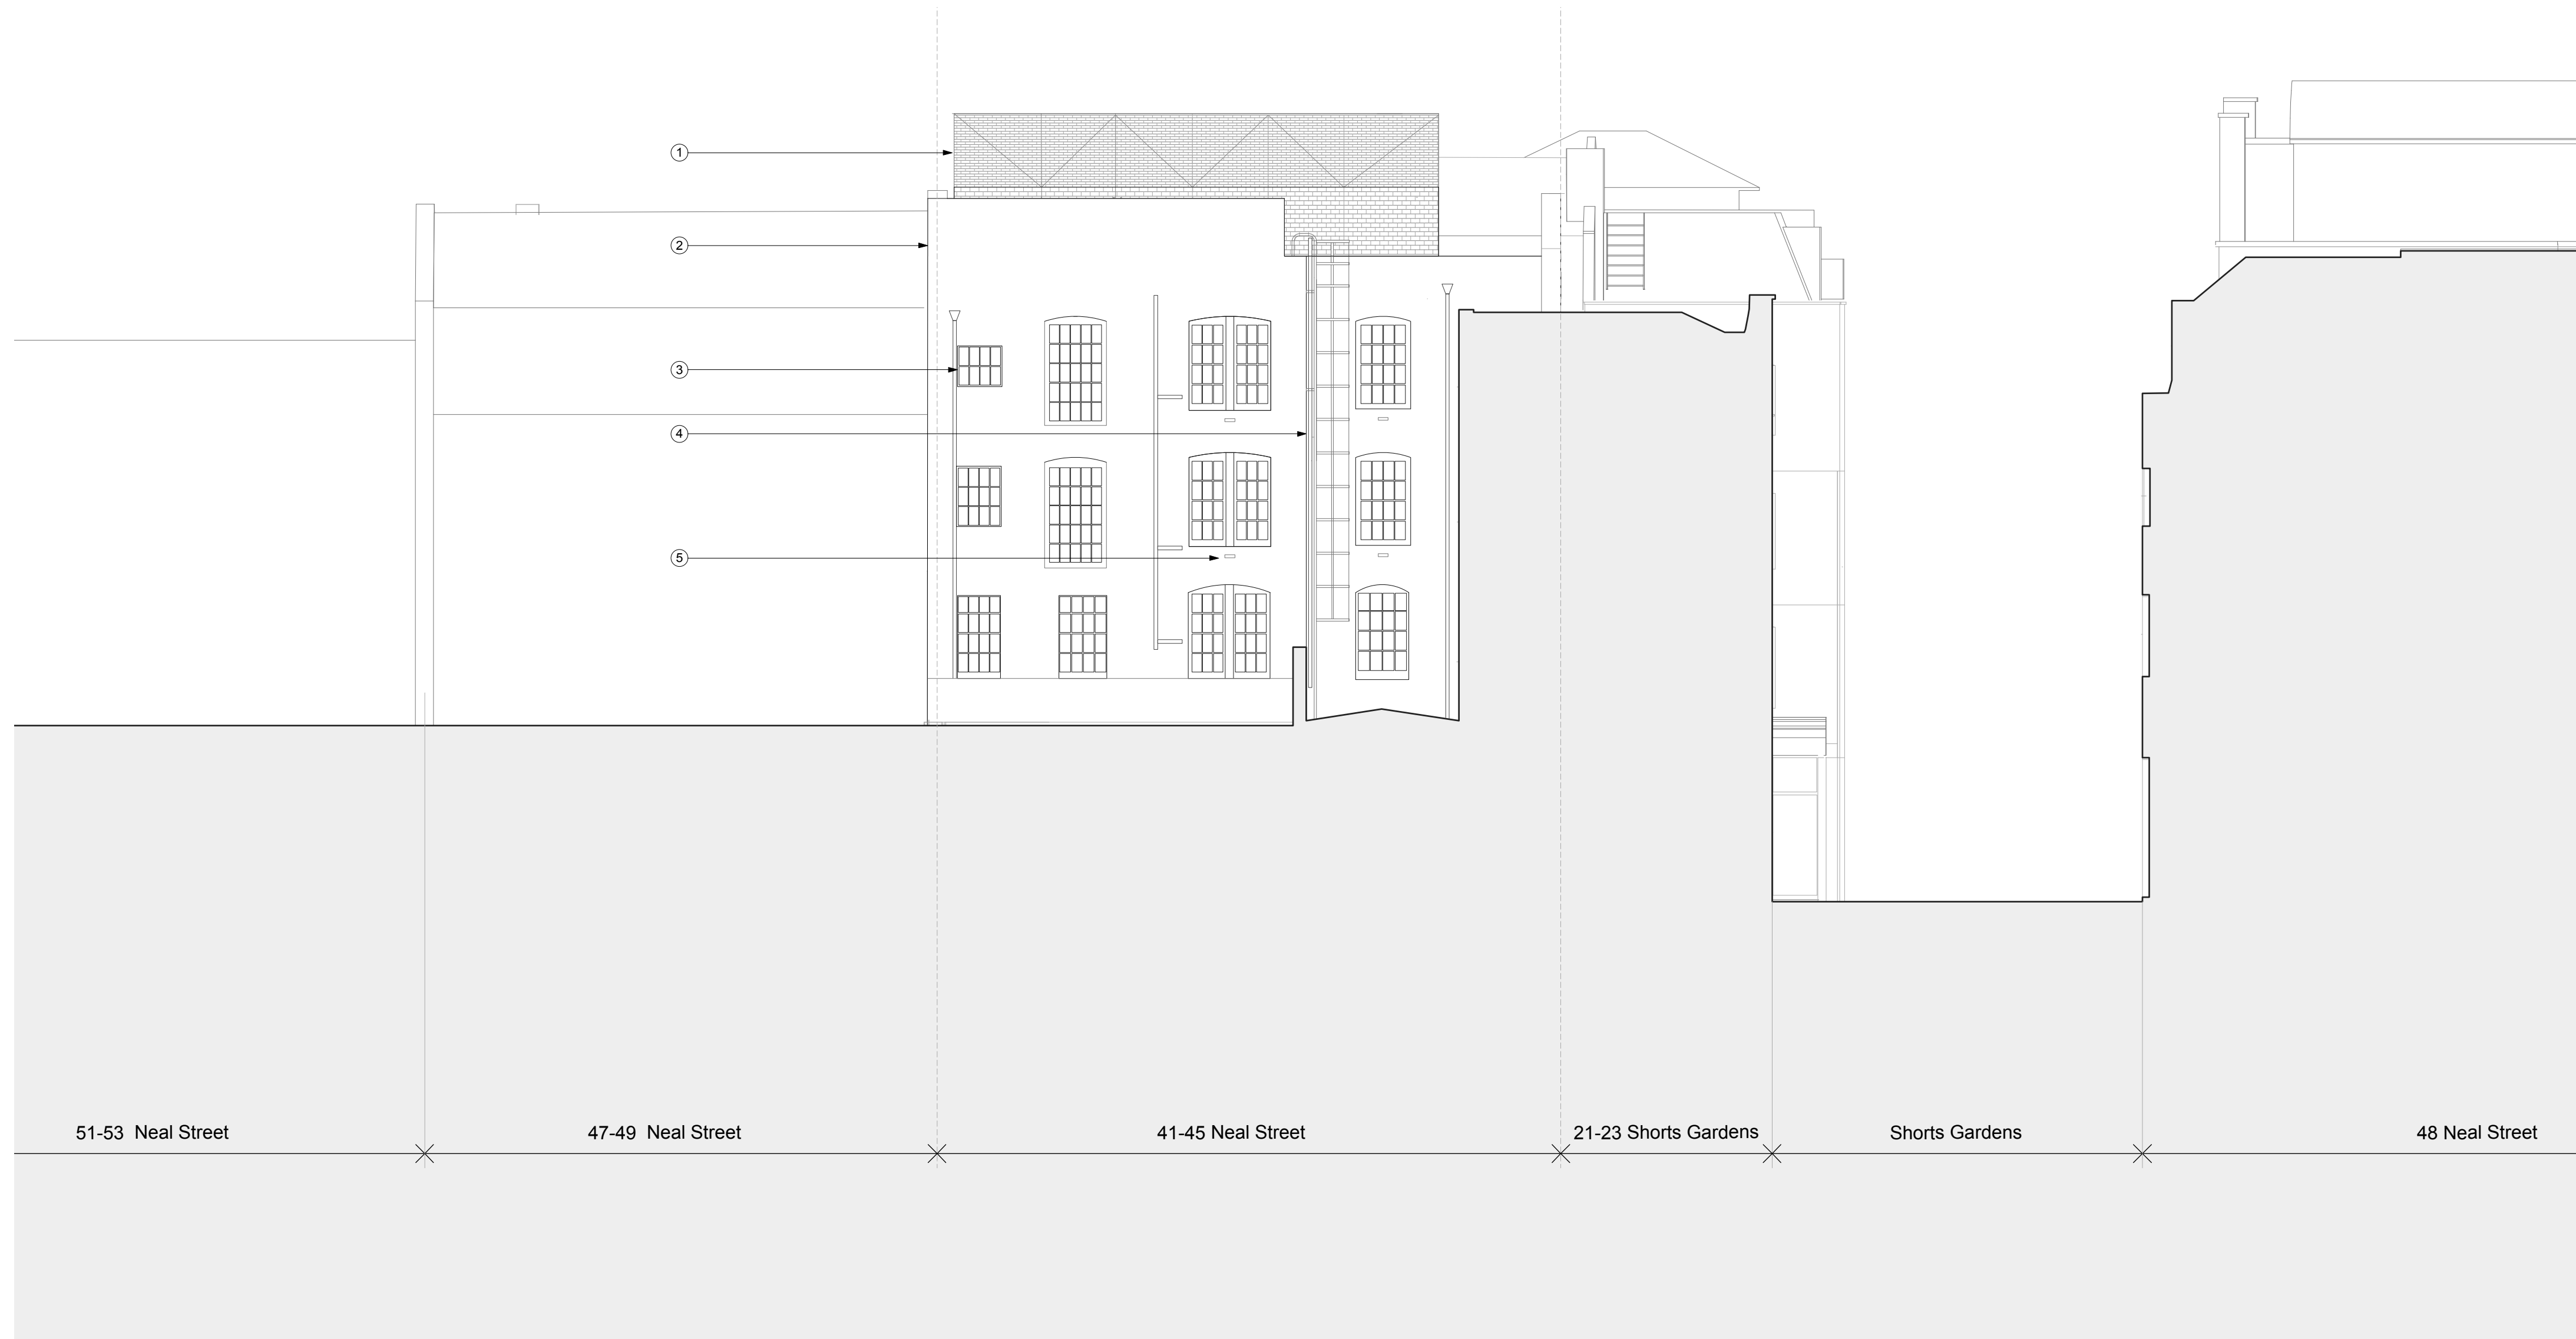 1
2
3
4
5
51-53 Neal Street
47-49 Neal Street
41-45 Neal Street
21-23 Shorts Gardens
Shorts Gardens
48 Neal Street